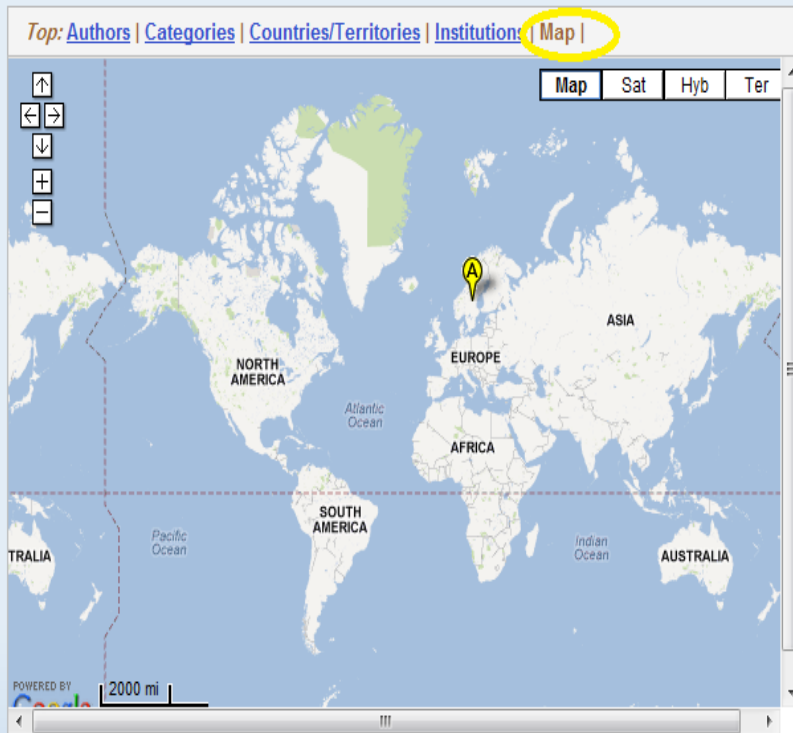 Top: Authors | Categories | Countries/Territories | Institutions | Map |
Map Sat Hyb Ter
A
ASIA
NORTH
AMERICA
EUROPE
Atlantic
Ocean
AFRICA
SOUTH
AMERICA
Pacific
Ocean
Indian
Ocean
TRALIA
AUSTRALIA
POWERED BY
Google
2000 mi